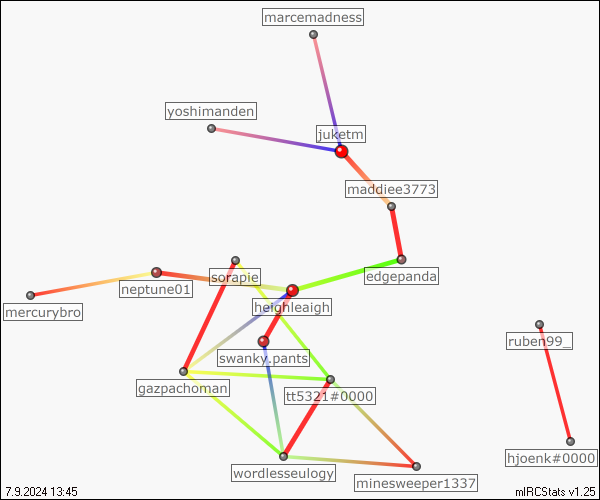 marcemadness
yoshimanden
juketm
maddiee3773
sorapie
edgepanda
neptune01
heighleaigh
mercurybro
ruben99_
swanky.pants
gazpachoman
tt5321#0000
hjoenk#0000
wordlesseulogy
minesweeper1337
7.9.2024 13:45
mIRCStats v1.25